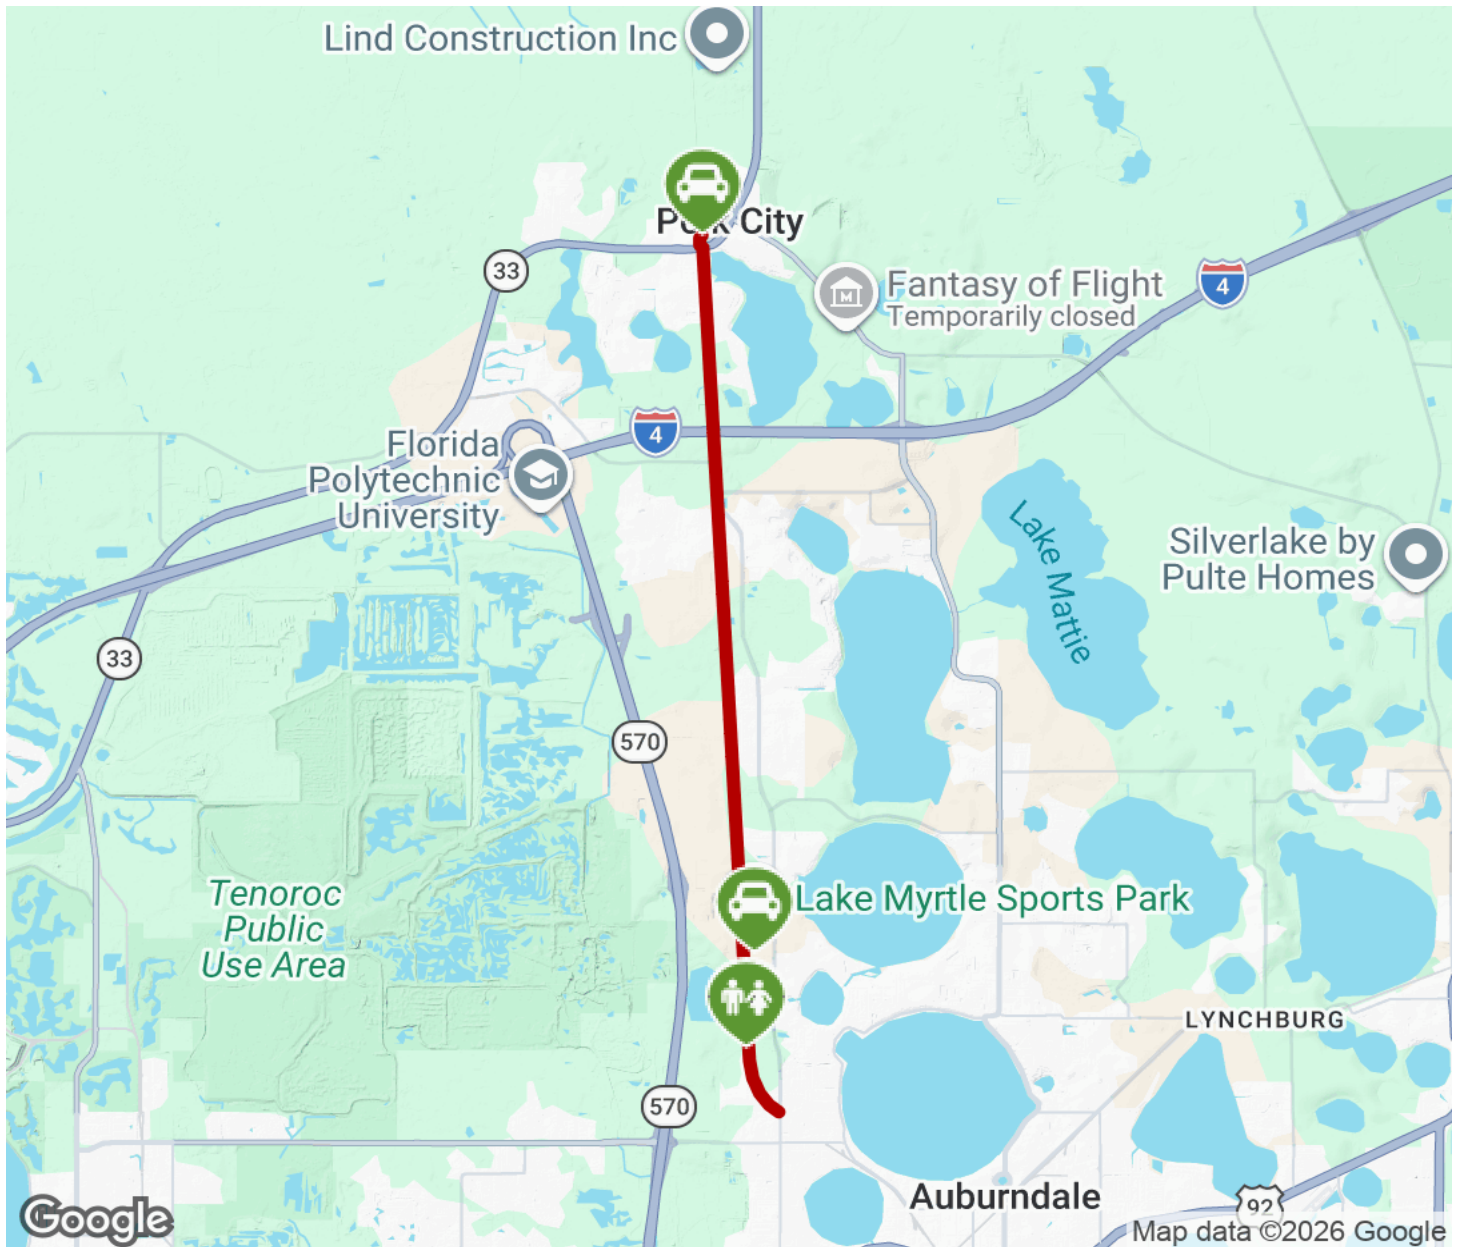 Lind Construction Inc
City
33
Fantasy of Flight
Temporarily closed
4
4
Florida
Polytechnic
University
Lake Mattie
Silverlake by
Pulte Homes
33
570
Lake Myrtle Sports Park
Tenoroc
Public
Use Area
LYNCHBURG
570
Auburndale
92
Google
Map data ©2026 Google